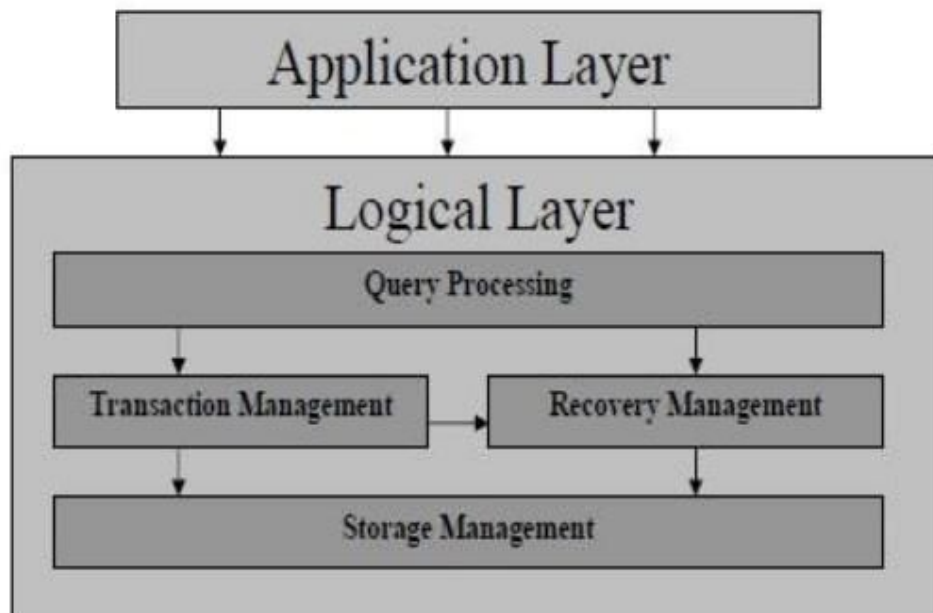 Application Layer
Logical Layer
Query Processing
Transaction Management
Recovery Management
Storage Management